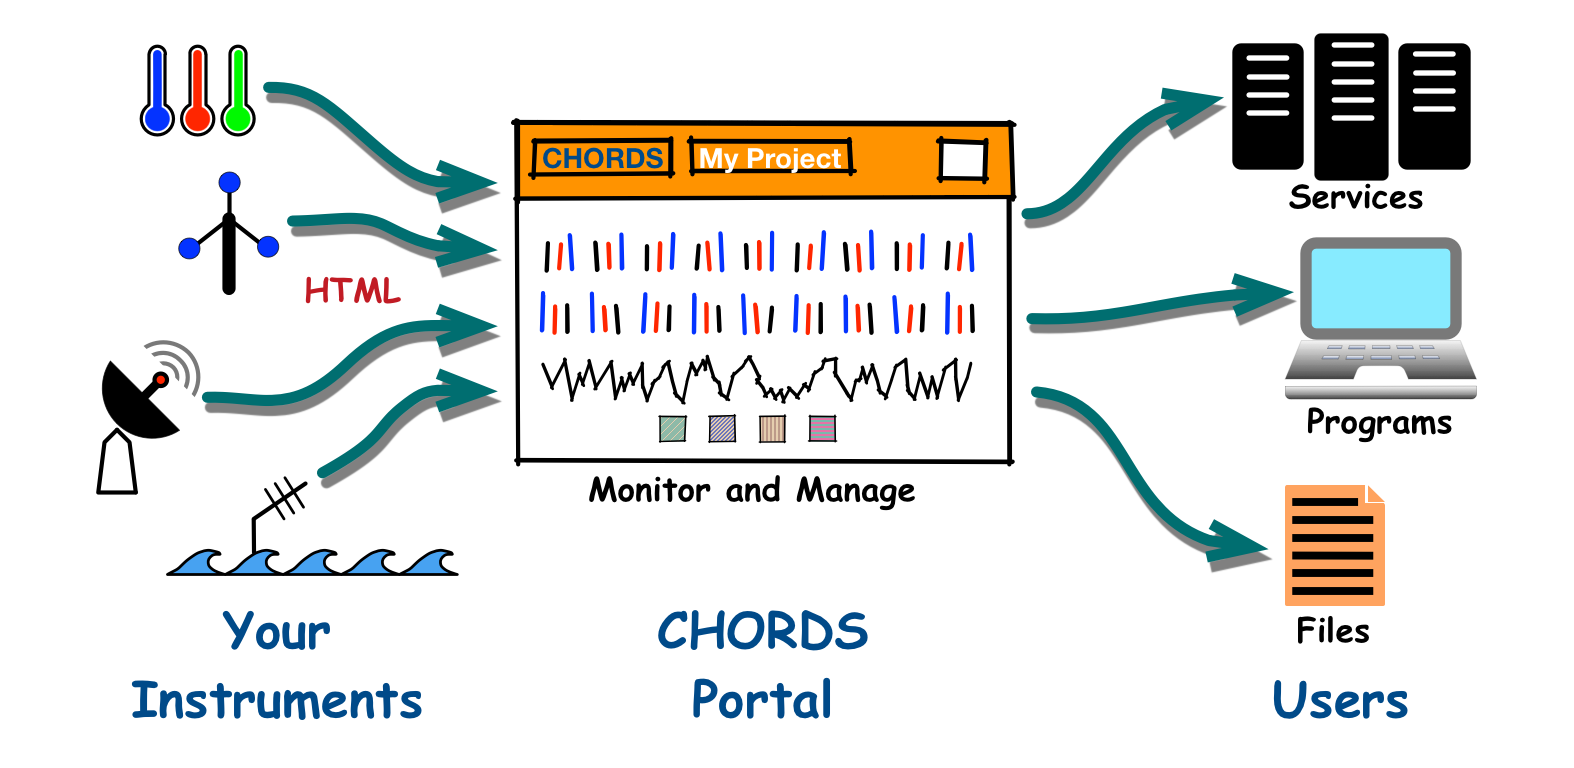 CHORDS
My Project
HTML
Monitor and Manage
Services
Programs
Files
Your
Instruments
CHORDS
Portal
Users